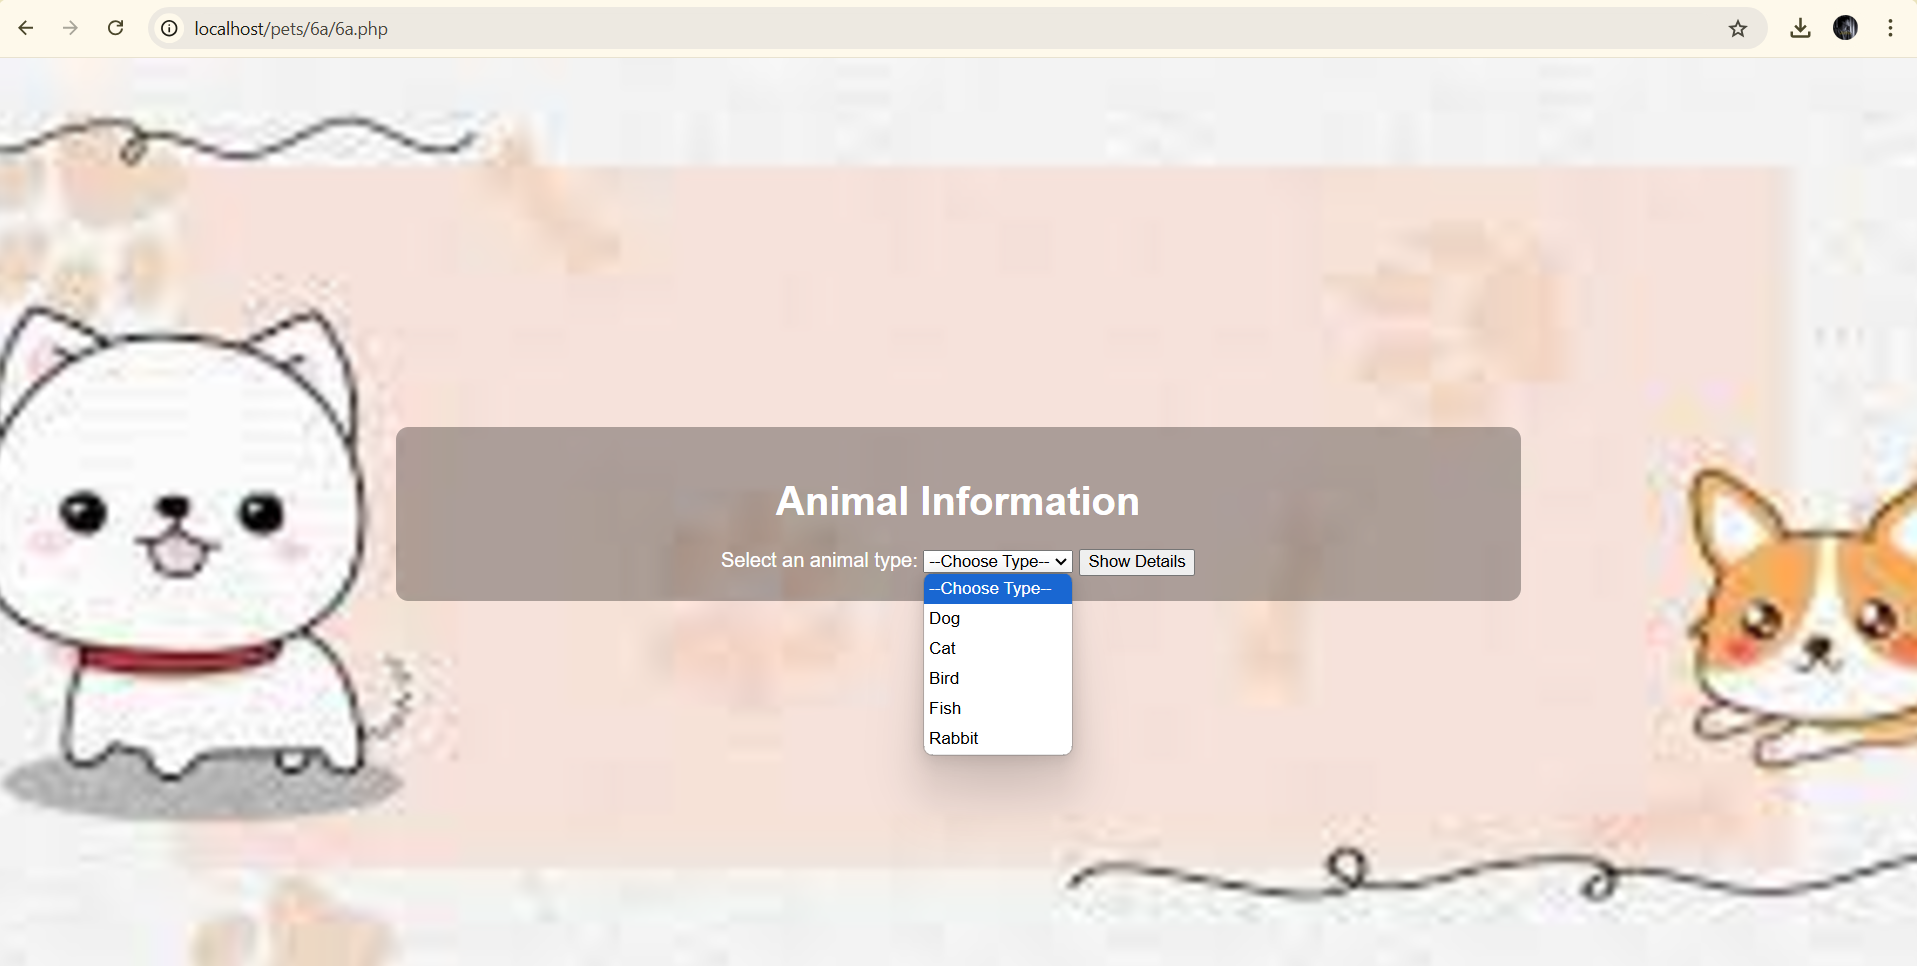 localhost/pets/6a/6a.php
Animal Information
Select an animal type: --Choose Type-- Show Details
--Choose Type--
Dog
Cat
Bird
Fish
Rabbit